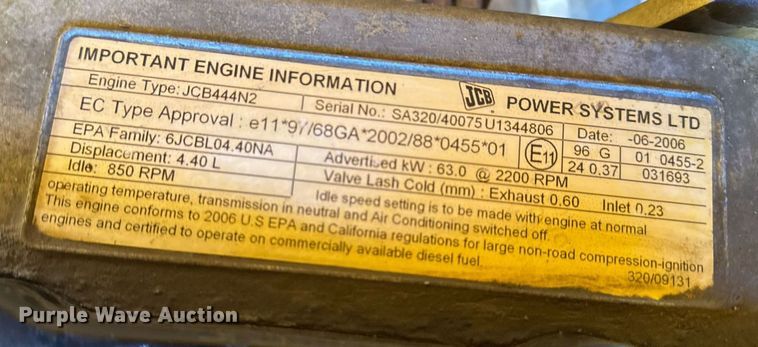 IMPORTANT ENGINE INFORMATION JCB POWER SYSTEMS LTD
Engine Type: JCB444N2 Serial No.: SA320/40075U1344806 Date: -06-2006
EC Type Approval : e11*97/68GA*2002/88*0455*01 E11 96 G 01 0455-2
EPA Family: 6JCBL04.40NA 24 0.37 031693
Displacement: 4.40 L Advertised kW : 63.0 @ 2200 RPM
Idle: 850 RPM Valve Lash Cold (mm) : Exhaust 0.60 Inlet 0.23
Idle speed setting is to be made with engine at normal
operating temperature, transmission in neutral and Air Conditioning switched off.
This engine conforms to 2006 U.S EPA and California regulations for large non-road compression-ignition
engines and certified to operate on commercially available diesel fuel.
320/09131
Purple Wave Auction